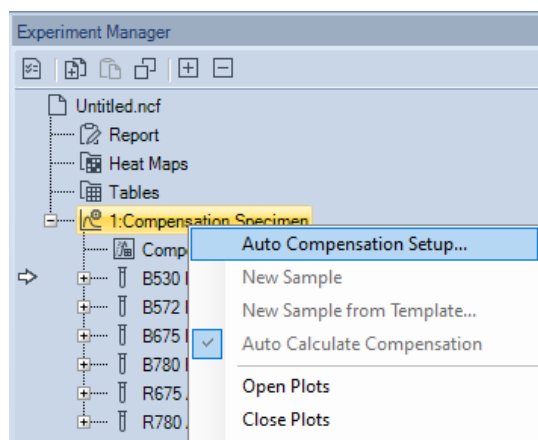 Experiment Manager
Untitled.ncf
Report
Heat Maps
Tables
1:Compensation Specimen
Auto Compensation Setup...
New Sample
B530
New Sample from Template...
B572
Auto Calculate Compensation
B675
B780
Open Plots
R675
Close Plots
R780